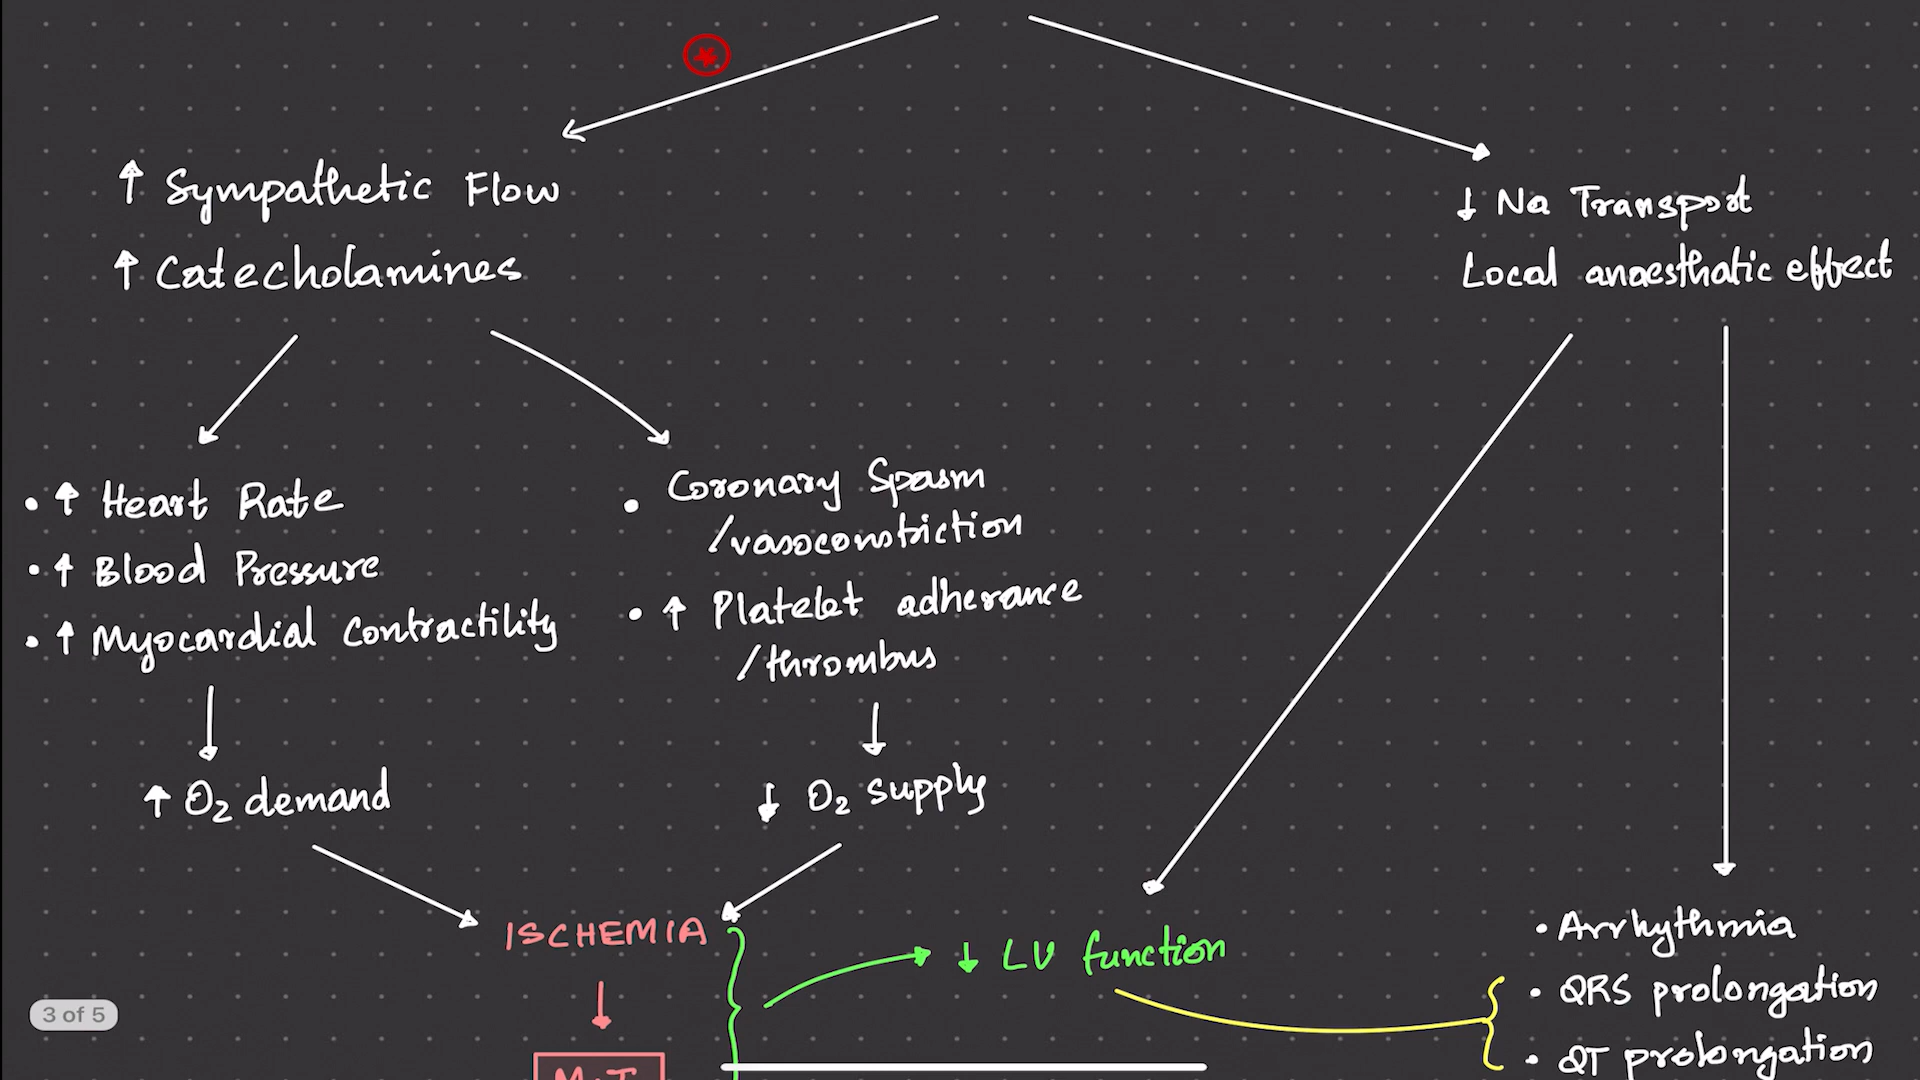 ↑ Sympathetic Flow
↑ Catecholamines
↓ Na Transport
Local anaesthatic effect
• ↑ Heart Rate
• ↑ Blood Pressure
• ↑ Myocardial Contractility
• Coronary Spasm
/vasoconstriction
• ↑ Platelet adherance
/thrombus
↑ O₂ demand
↓ O₂ supply
ISCHEMIA
↓ LV function
• Arrhythmia
• QRS prolongation
• QT prolongation
3 of 5